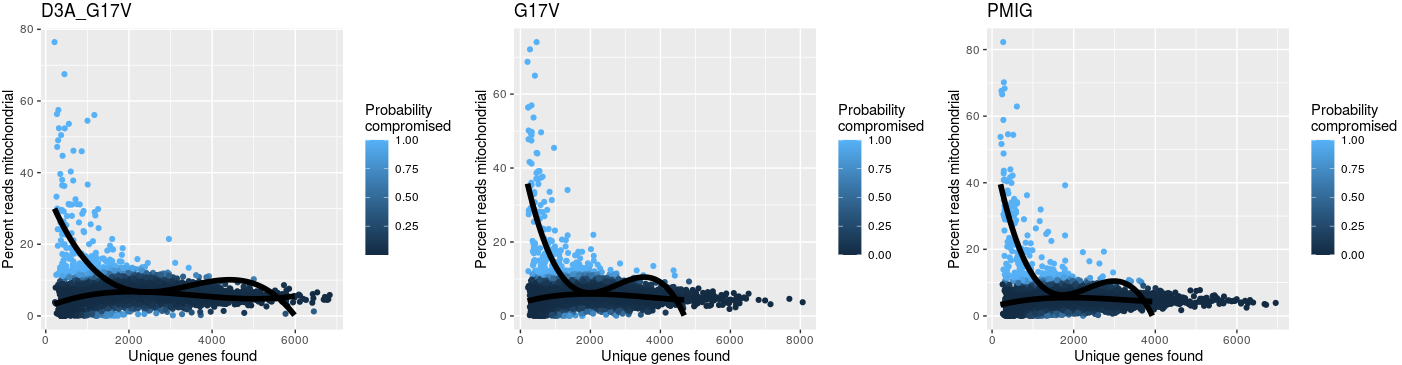 D3A_G17V
80
60
40
20
0
Percent reads mitochondrial
0 2000 4000 6000
Unique genes found
Probability
compromised
1.00
0.75
0.50
0.25
G17V
60
40
20
0
Percent reads mitochondrial
0 2000 4000 6000 8000
Unique genes found
Probability
compromised
1.00
0.75
0.50
0.25
0.00
PMIG
80
60
40
20
0
Percent reads mitochondrial
0 2000 4000 6000
Unique genes found
Probability
compromised
1.00
0.75
0.50
0.25
0.00